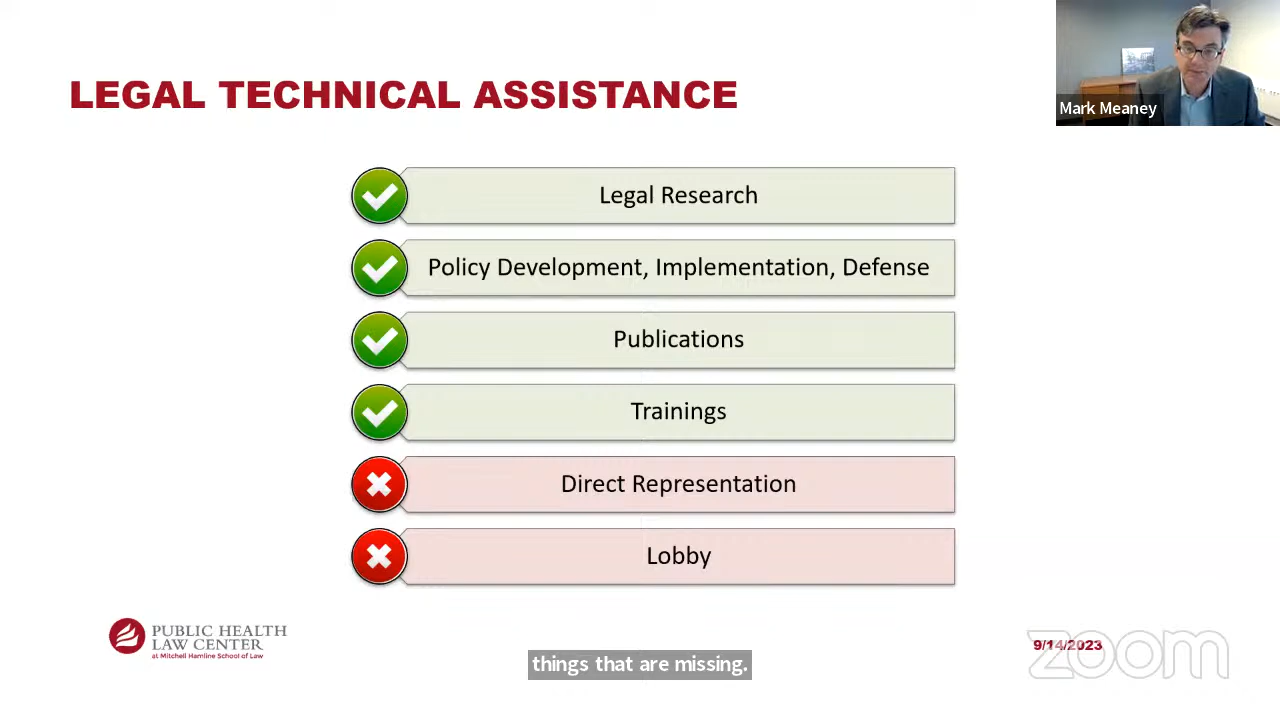 Mark Meaney
LEGAL TECHNICAL ASSISTANCE
Legal Research
Policy Development, Implementation, Defense
Publications
Trainings
Direct Representation
Lobby
PUBLIC HEALTH
LAW CENTER
at Mitchell Hamline School of Law
9/14/2023
zoom
things that are missing.